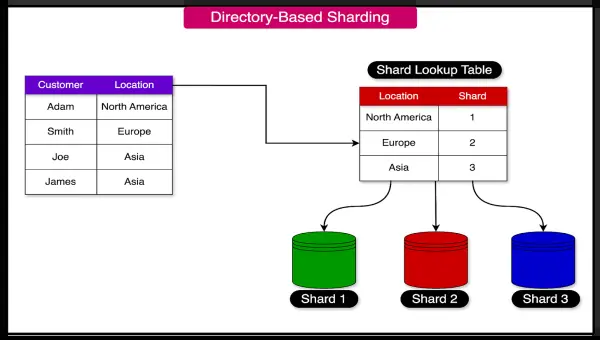 Directory-Based Sharding
Shard Lookup Table
Customer Location
Adam North America
Smith Europe
Joe Asia
James Asia
Location Shard
North America 1
Europe 2
Asia 3
Shard 1
Shard 2
Shard 3